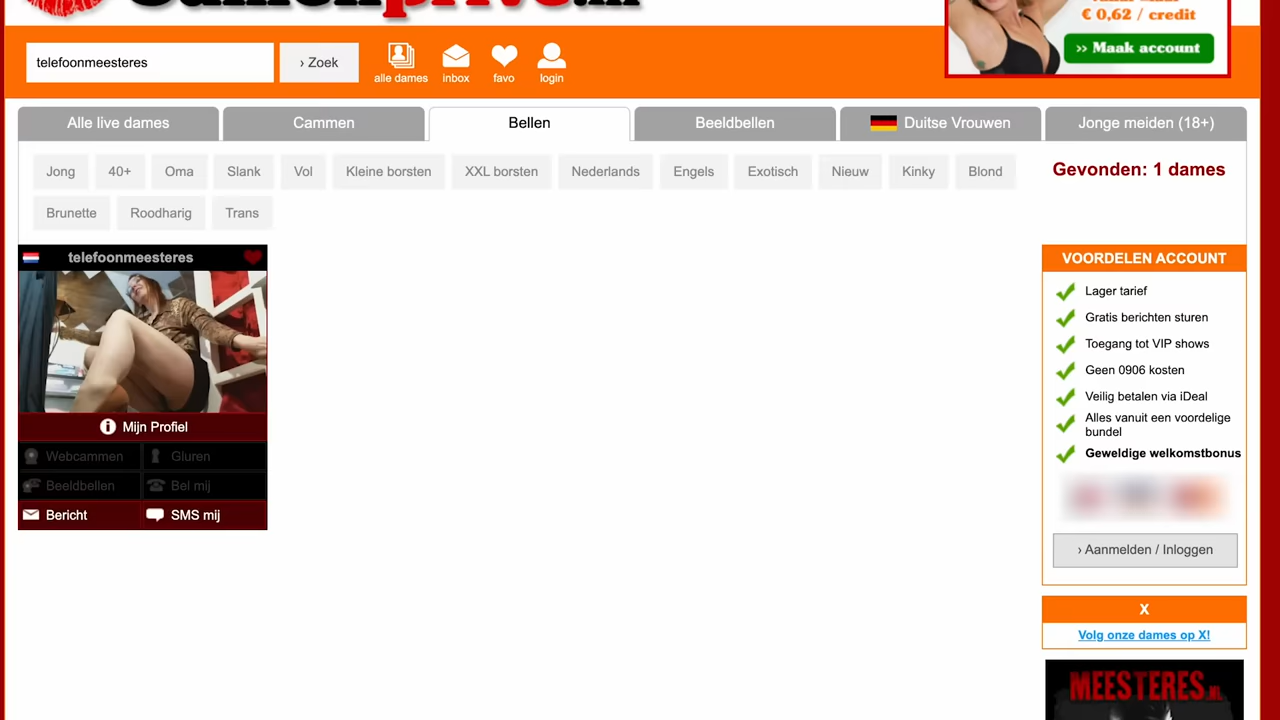 € 0,62 / credit
›› Maak account
telefoonmeesteres
› Zoek
alle dames
inbox
favo
login
Alle live dames
Cammen
Bellen
Beeldbellen
Duitse Vrouwen
Jonge meiden (18+)
Jong
40+
Oma
Slank
Vol
Kleine borsten
XXL borsten
Nederlands
Engels
Exotisch
Nieuw
Kinky
Blond
Gevonden: 1 dames
Brunette
Roodharig
Trans
telefoonmeesteres
Mijn Profiel
Webcammen
Gluren
Beeldbellen
Bel mij
Bericht
SMS mij
VOORDELEN ACCOUNT
Lager tarief
Gratis berichten sturen
Toegang tot VIP shows
Geen 0906 kosten
Veilig betalen via iDeal
Alles vanuit een voordelige
bundel
Geweldige welkomstbonus
› Aanmelden / Inloggen
X
Volg onze dames op X!
MEESTERES.NL